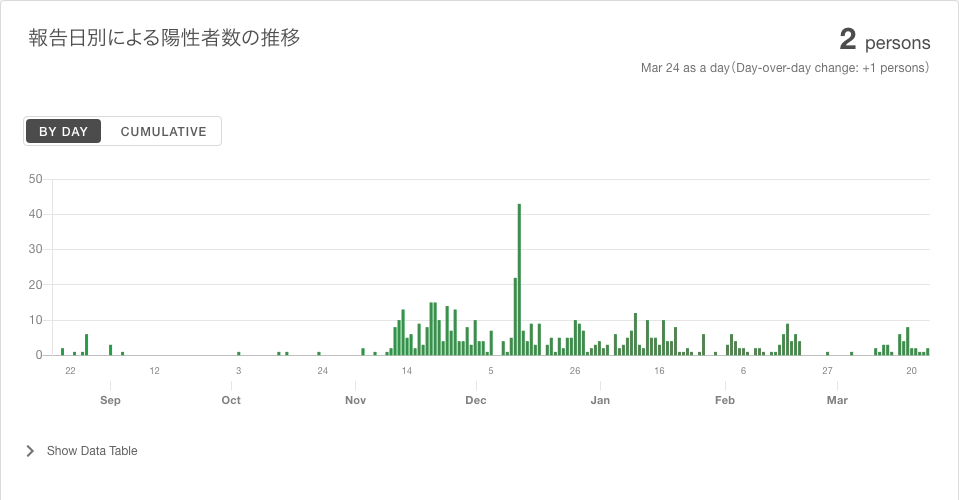 報告日別による陽性者数の推移
2 persons
Mar 24 as a day(Day-over-day change: +1 persons)
BY DAY CUMULATIVE
50
40
30
20
10
0
22 12 3 24 14 5 26 16 6 27 20
Sep Oct Nov Dec Jan Feb Mar
Show Data Table